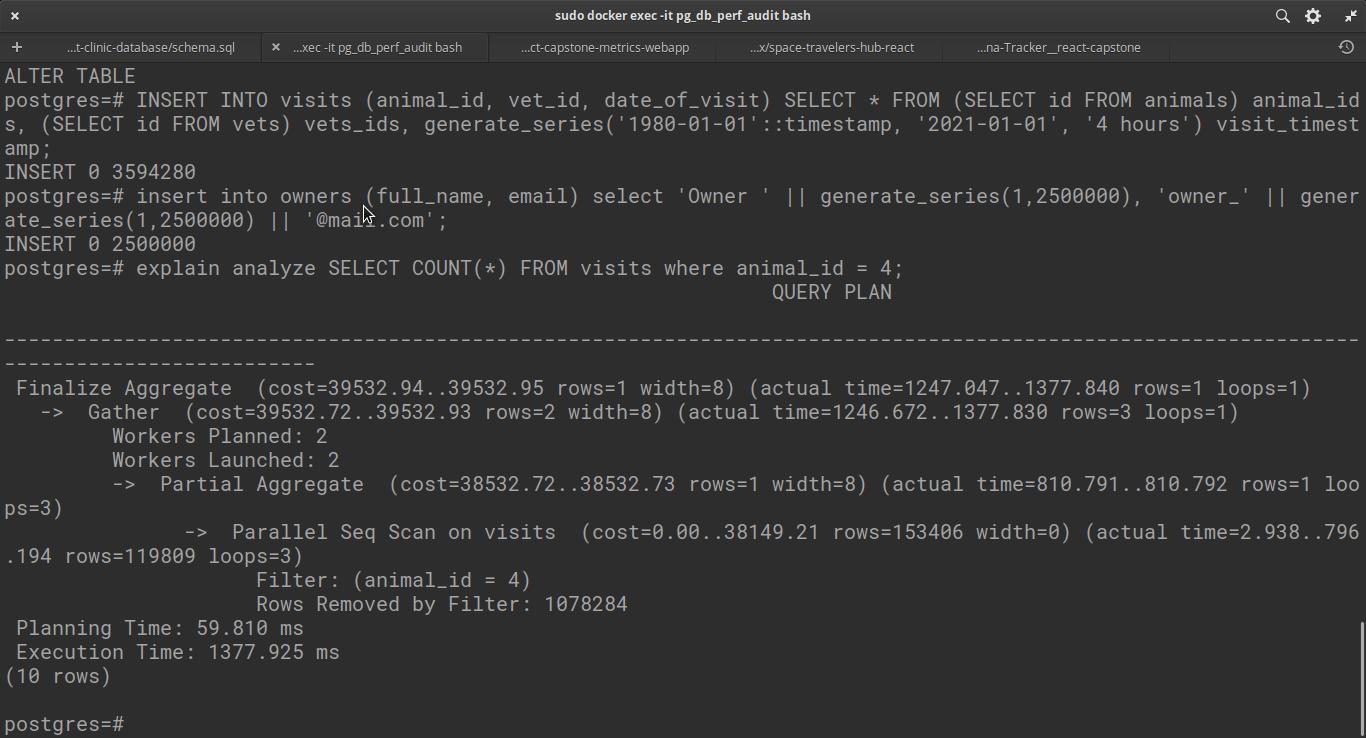 sudo docker exec -it pg_db_perf_audit bash
...t-clinic-database/schema.sql
...xec -it pg_db_perf_audit bash
...ct-capstone-metrics-webapp
...x/space-travelers-hub-react
...na-Tracker__react-capstone
ALTER TABLE
postgres=# INSERT INTO visits (animal_id, vet_id, date_of_visit) SELECT * FROM (SELECT id FROM animals) animal_id
s, (SELECT id FROM vets) vets_ids, generate_series('1980-01-01'::timestamp, '2021-01-01', '4 hours') visit_timest
amp;
INSERT 0 3594280
postgres=# insert into owners (full_name, email) select 'Owner ' || generate_series(1,2500000), 'owner_' || gener
ate_series(1,2500000) || '@mail.com';
INSERT 0 2500000
postgres=# explain analyze SELECT COUNT(*) FROM visits where animal_id = 4;
QUERY PLAN
-----------------------------------------------------------------------------------------------------------------
--------------------------
Finalize Aggregate  (cost=39532.94..39532.95 rows=1 width=8) (actual time=1247.047..1377.840 rows=1 loops=1)
->  Gather  (cost=39532.72..39532.93 rows=2 width=8) (actual time=1246.672..1377.830 rows=3 loops=1)
Workers Planned: 2
Workers Launched: 2
->  Partial Aggregate  (cost=38532.72..38532.73 rows=1 width=8) (actual time=810.791..810.792 rows=1 loo
ps=3)
->  Parallel Seq Scan on visits  (cost=0.00..38149.21 rows=153406 width=0) (actual time=2.938..796
.194 rows=119809 loops=3)
Filter: (animal_id = 4)
Rows Removed by Filter: 1078284
Planning Time: 59.810 ms
Execution Time: 1377.925 ms
(10 rows)
postgres=#